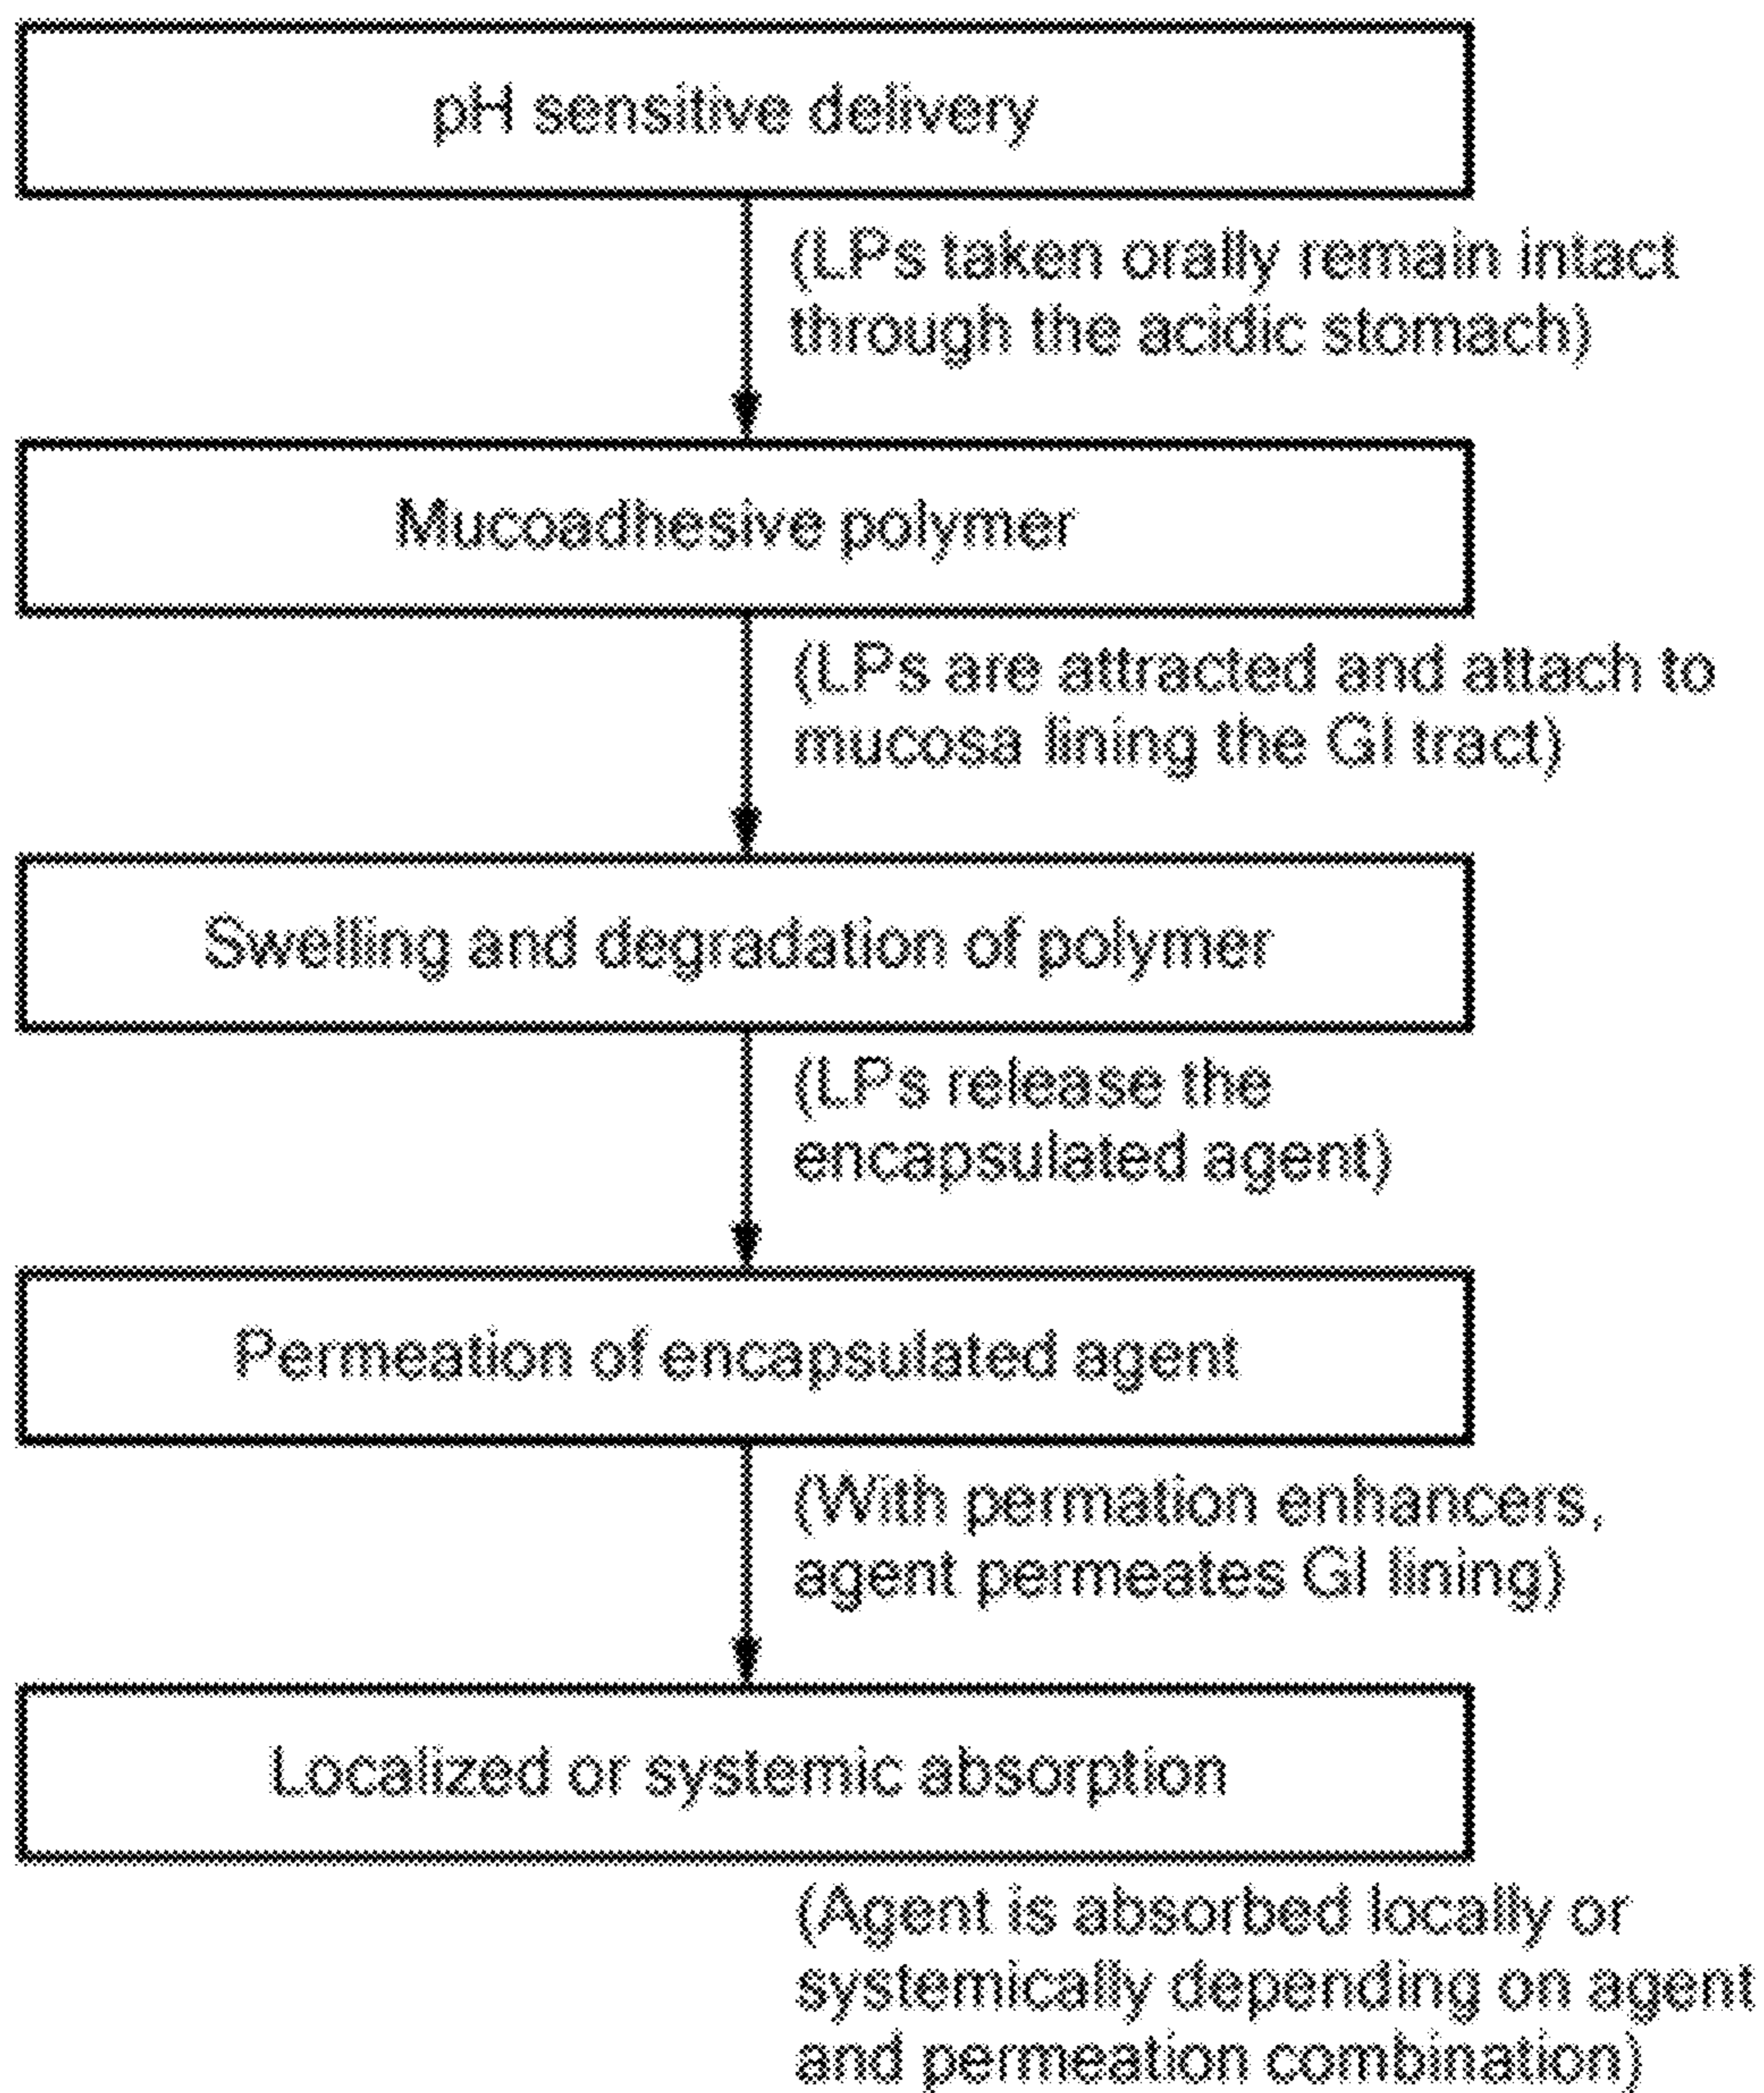 pH sensitive delivery
(LPs taken orally remain intact
through the acidic stomach)
Mucoadhesive polymer
(LPs are attracted and attach to
mucosa lining the GI tract)
Swelling and degradation of polymer
(LPs release the
encapsulated agent)
Permeation of encapsulated agent
(With permation enhancers,
agent permeates GI lining)
Localized or systemic absorption
(Agent is absorbed locally or
systemically depending on agent
and permeation combination)